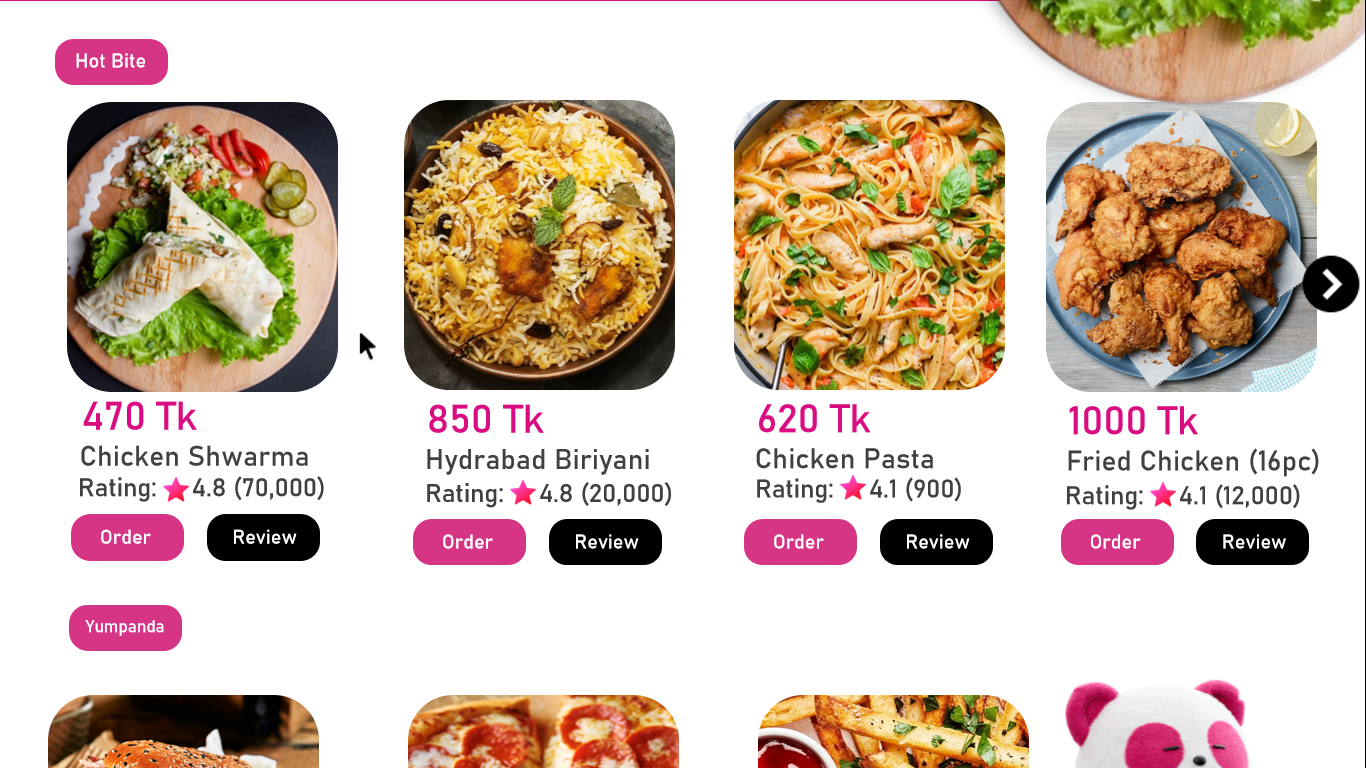 Hot Bite
470 Tk
Chicken Shwarma
Rating: 4.8 (70,000)
Order Review
850 Tk
Hydrabad Biriyani
Rating: 4.8 (20,000)
Order Review
620 Tk
Chicken Pasta
Rating: 4.1 (900)
Order Review
1000 Tk
Fried Chicken (16pc)
Rating: 4.1 (12,000)
Order Review
Yumpanda